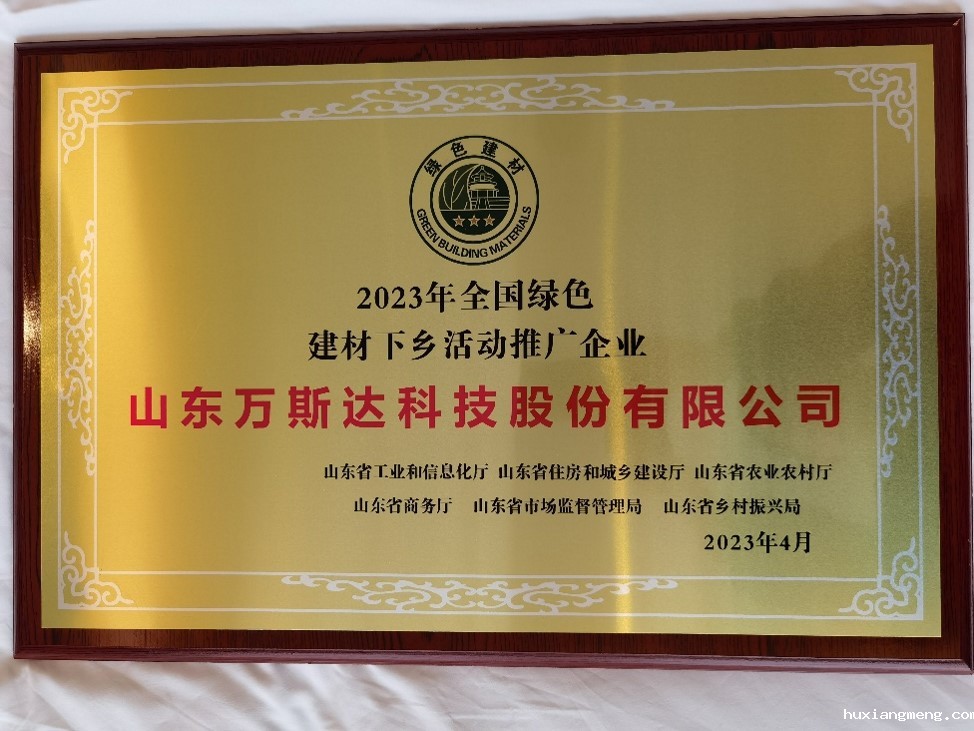 绿色建材
GREEN BUILDING MATERIALS
2023年全国绿色
建材下乡活动推广企业
山东万斯达科技股份有限公司
山东省工业和信息化厅 山东省住房和城乡建设厅 山东省农业农村厅
山东省商务厅 山东省市场监督管理局 山东省乡村振兴局
2023年4月
huxiangmeng.com